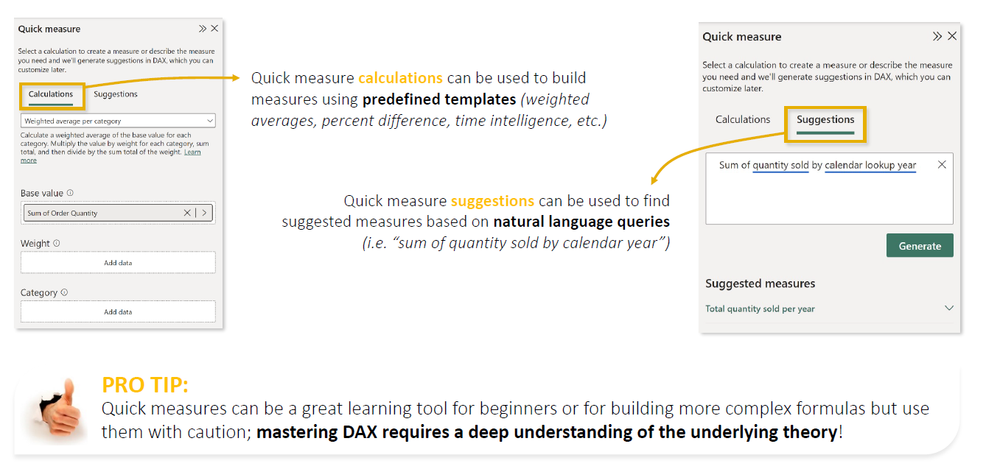 Quick measure
Select a calculation to create a measure or describe the measure
you need and we'll generate suggestions in DAX, which you can
customize later.
Calculations Suggestions
Weighted average per category
Calculate a weighted average of the base value for each
category. Multiply the value by weight for each category, sum
total, and then divide by the sum total of the weight. Learn
more
Base value
Sum of Order Quantity
Weight
Add data
Category
Add data
Quick measure calculations can be used to build
measures using predefined templates (weighted
averages, percent difference, time intelligence, etc.)
Quick measure suggestions can be used to find
suggested measures based on natural language queries
(i.e. “sum of quantity sold by calendar year”)
Quick measure
Select a calculation to create a measure or describe the measure
you need and we'll generate suggestions in DAX, which you can
customize later.
Calculations Suggestions
Sum of quantity sold by calendar lookup year
Generate
Suggested measures
Total quantity sold per year
PRO TIP:
Quick measures can be a great learning tool for beginners or for building more complex formulas but use
them with caution; mastering DAX requires a deep understanding of the underlying theory!